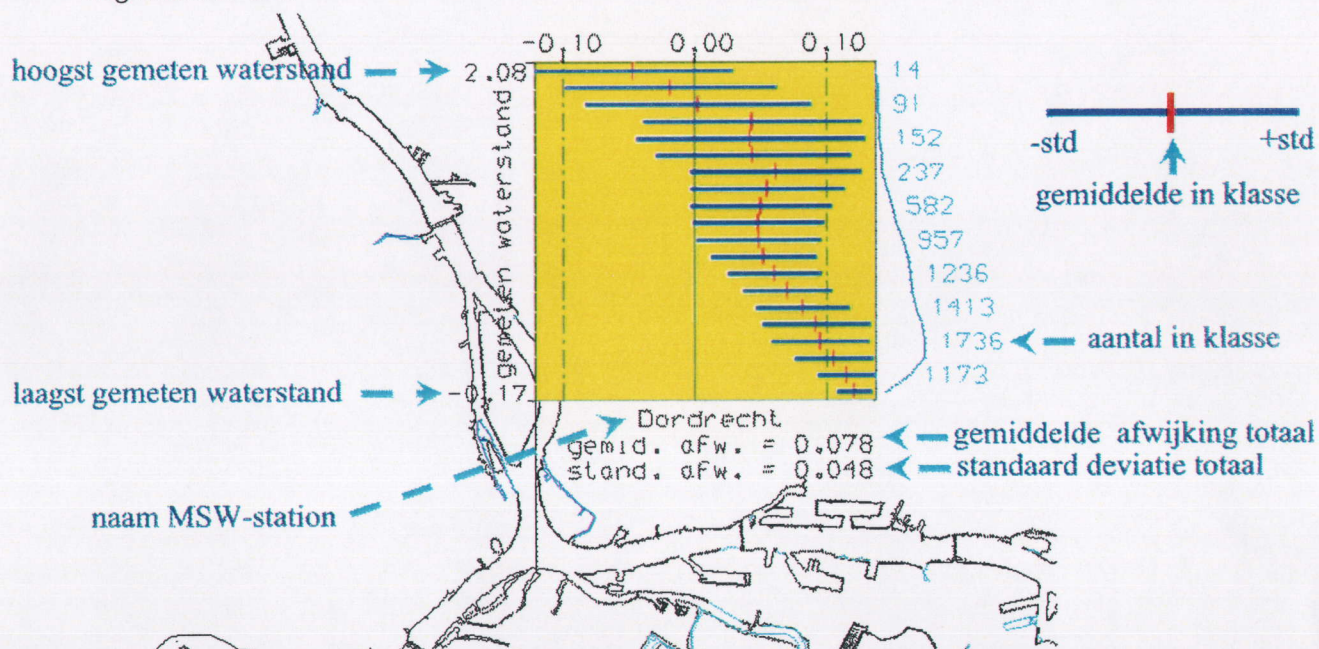 -0.10 0.00 0.10
hoogst gemeten waterstand
2.08
14
91
152
237
582
957
1236
1413
1736
1173
gemeten waterstand
-std
+std
gemiddelde in klasse
aantal in klasse
laagst gemeten waterstand
-0.17
Dordrecht
gemid. afw. = 0.078
stand. afw. = 0.048
gemiddelde afwijking totaal
standaard deviatie totaal
naam MSW-station